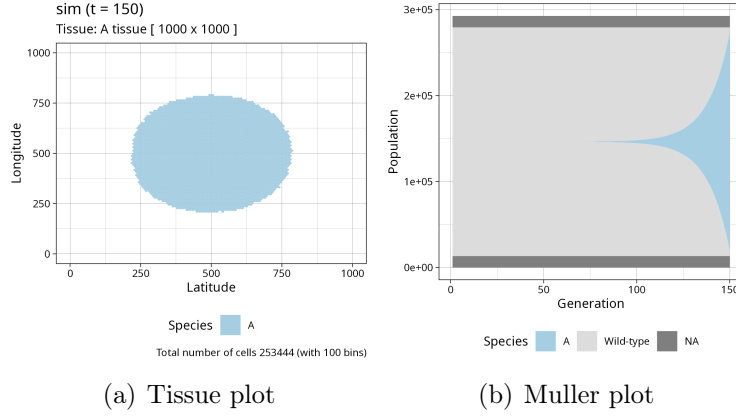 sim (t = 150)
Tissue: A tissue [ 1000 x 1000 ]
1000
750
500
250
0
Longitude
0 250 500 750 1000
Latitude
Species A
Total number of cells 253444 (with 100 bins)
(a) Tissue plot
3e+05
2e+05
1e+05
0e+00
Population
0 50 100 150
Generation
Species A Wild-type NA
(b) Muller plot